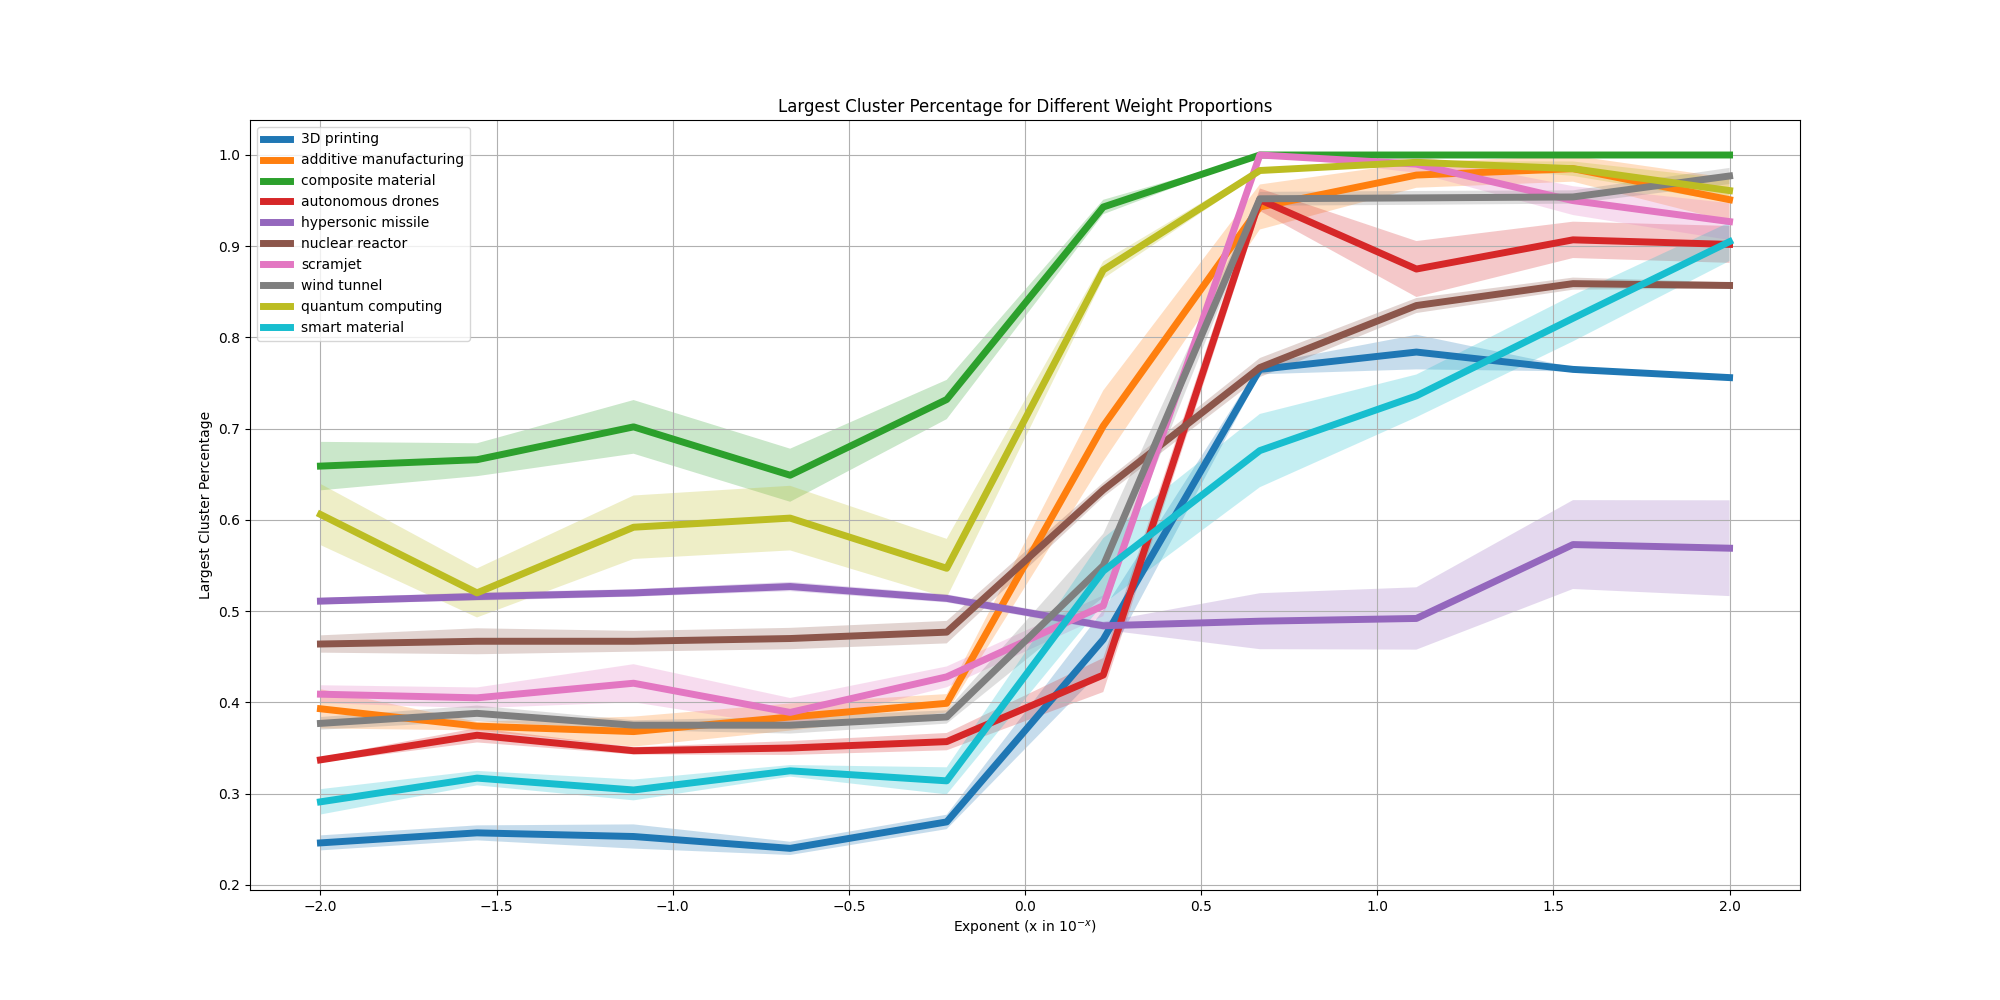 Largest Cluster Percentage for Different Weight Proportions
3D printing
additive manufacturing
composite material
autonomous drones
hypersonic missile
nuclear reactor
scramjet
wind tunnel
quantum computing
smart material
Largest Cluster Percentage
1.0
0.9
0.8
0.7
0.6
0.5
0.4
0.3
0.2
−2.0 −1.5 −1.0 −0.5 0.0 0.5 1.0 1.5 2.0
Exponent (x in 10⁻ˣ)